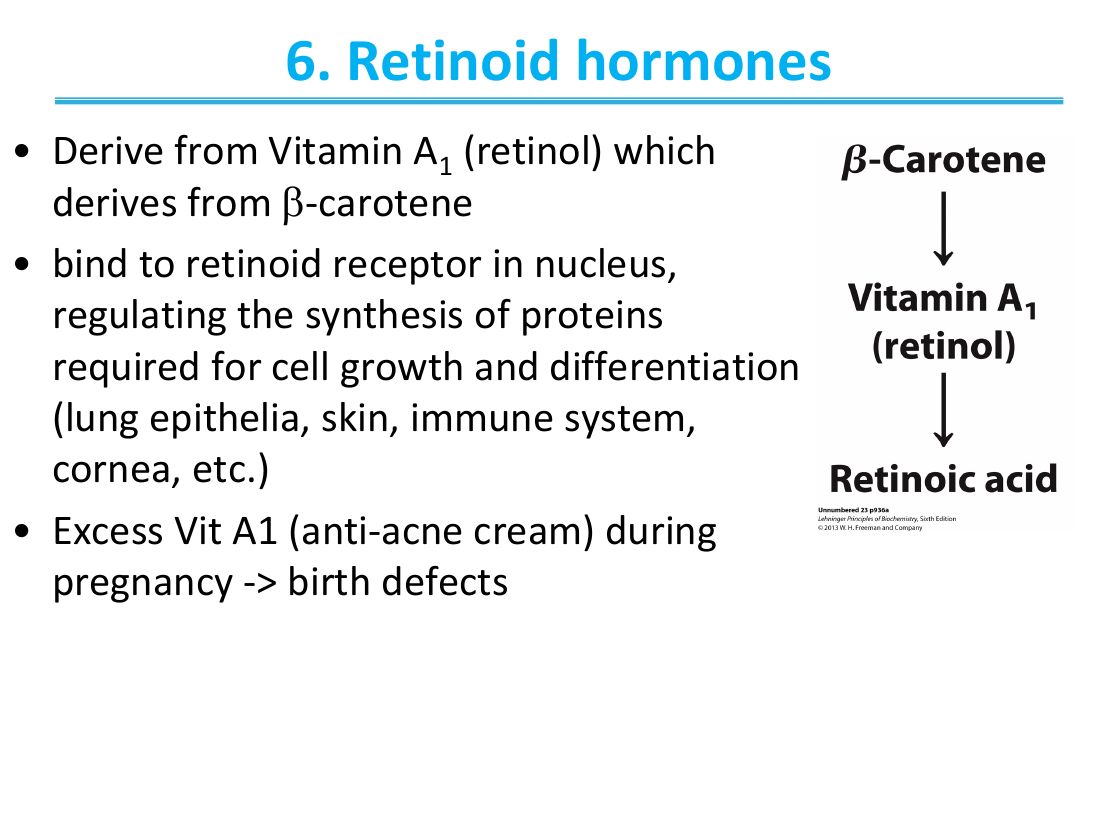 6. Retinoid hormones
• Derive from Vitamin A1 (retinol) which
derives from β-carotene
• bind to retinoid receptor in nucleus,
regulating the synthesis of proteins
required for cell growth and differentiation
(lung epithelia, skin, immune system,
cornea, etc.)
• Excess Vit A1 (anti-acne cream) during
pregnancy -> birth defects
β-Carotene
Vitamin A1
(retinol)
Retinoic acid
Unnumbered 23 p936a
Lehninger Principles of Biochemistry, Sixth Edition
© 2013 W. H. Freeman and Company